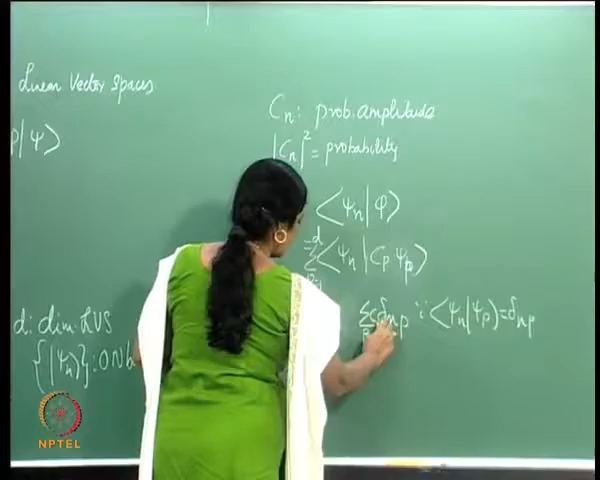 Linear Vector Spaces
p|Ψ⟩
d: dim. LVS
{|Ψn⟩}: ONb
Cn: prob. amplitude
|Cn|² = probability
⟨Ψn|φ⟩
= Σ ⟨Ψn|Cp Ψp⟩
Σ C δnp ∵ ⟨Ψn|Ψp⟩ = δnp
NPTEL